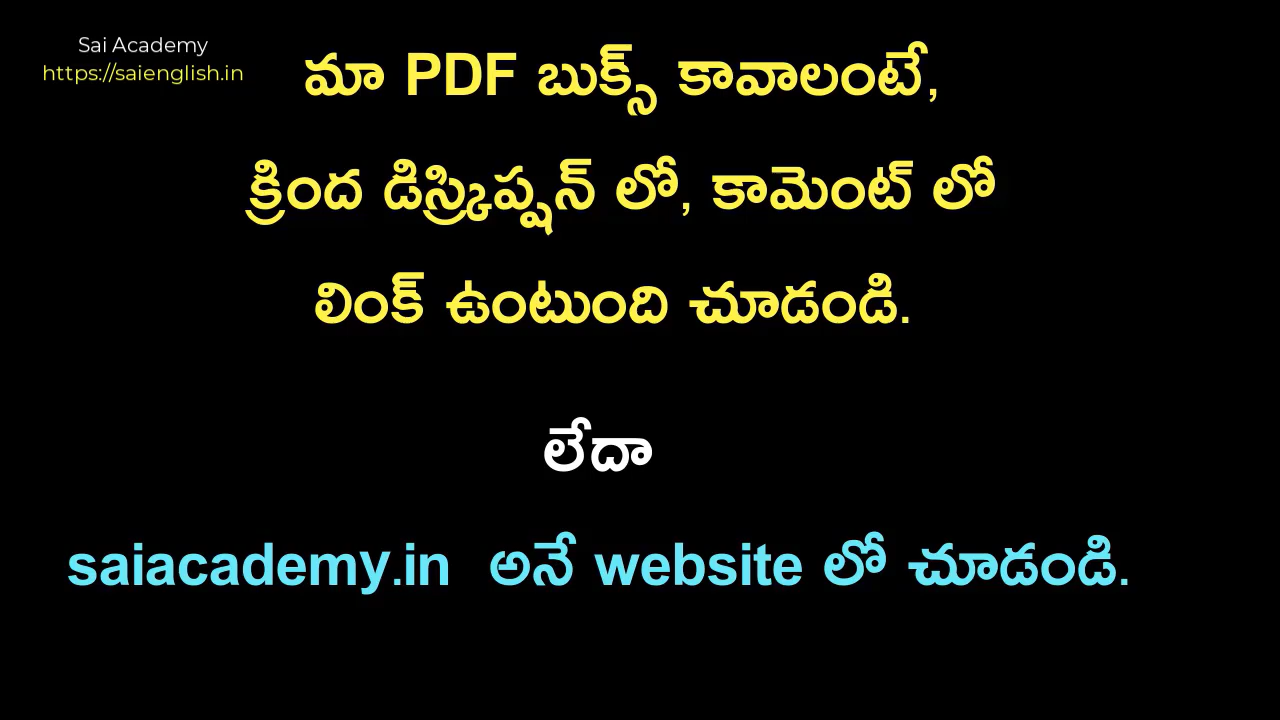 Sai Academy
https://saienglish.in
మా PDF బుక్స్ కావాలంటే,
క్రింద డిస్క్రిప్షన్ లో, కామెంట్ లో
లింక్ ఉంటుంది చూడండి.
లేదా
saiacademy.in అనే website లో చూడండి.